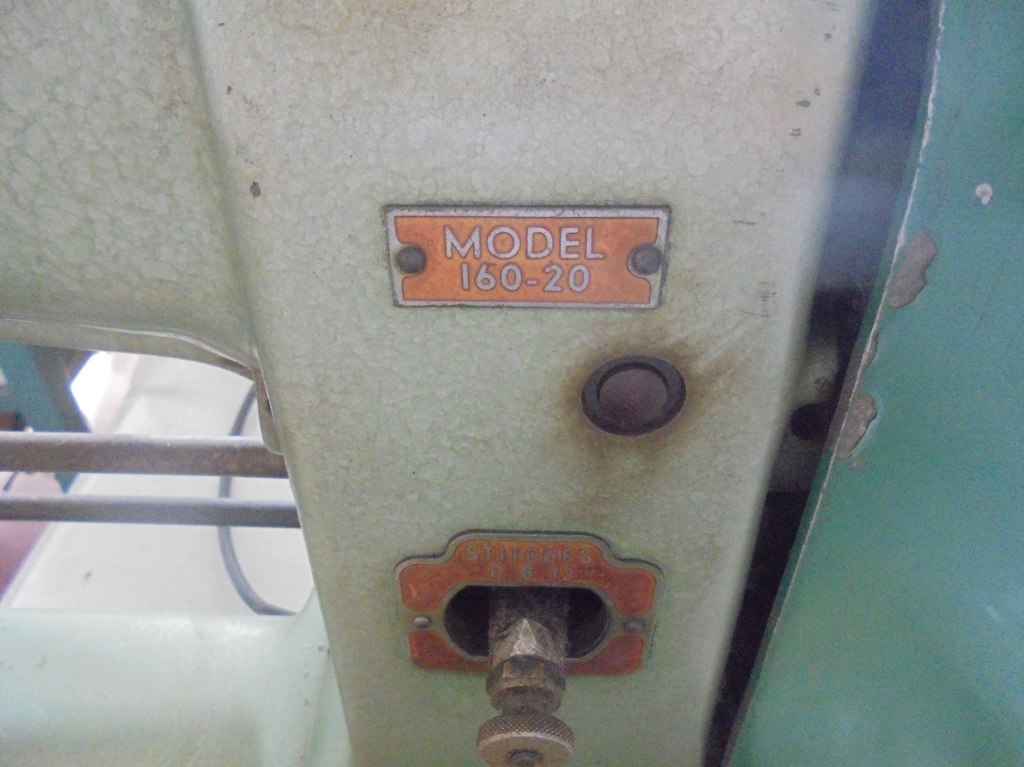 MODEL
160-20
STITCHES